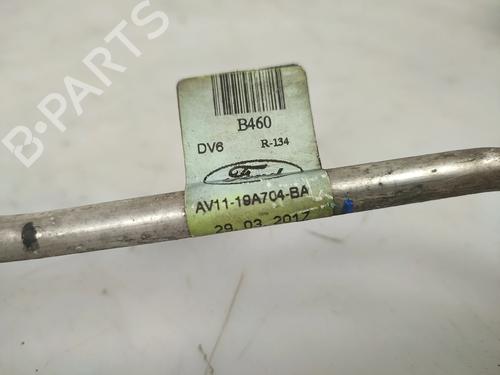 B-PARTS
B460
DV6 R-134
Ford
AV11-19A704-BA
29 03 2017